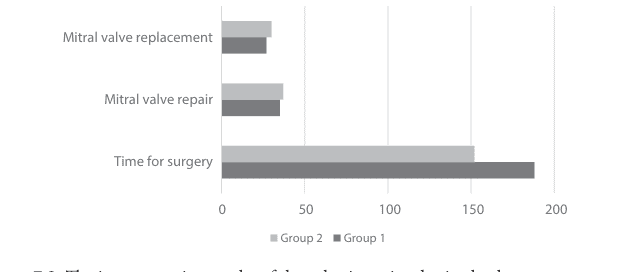 Mitral valve replacement
Mitral valve repair
Time for surgery
0 50 100 150 200
Group 2 Group 1